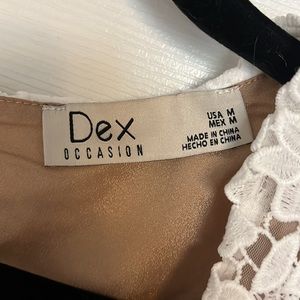 Dex
OCCASION
USA M
MEX M
MADE IN CHINA
HECHO EN CHINA